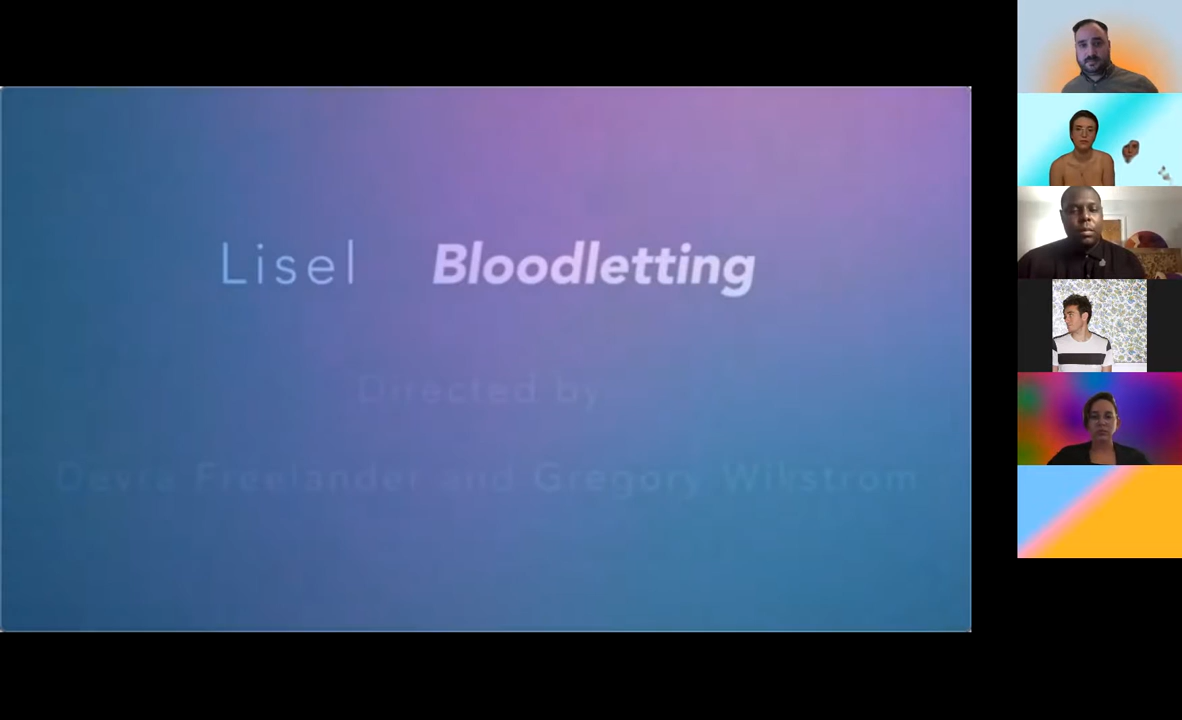 Lisel Bloodletting
Directed by
Devra Freelander and Gregory Wikstrom